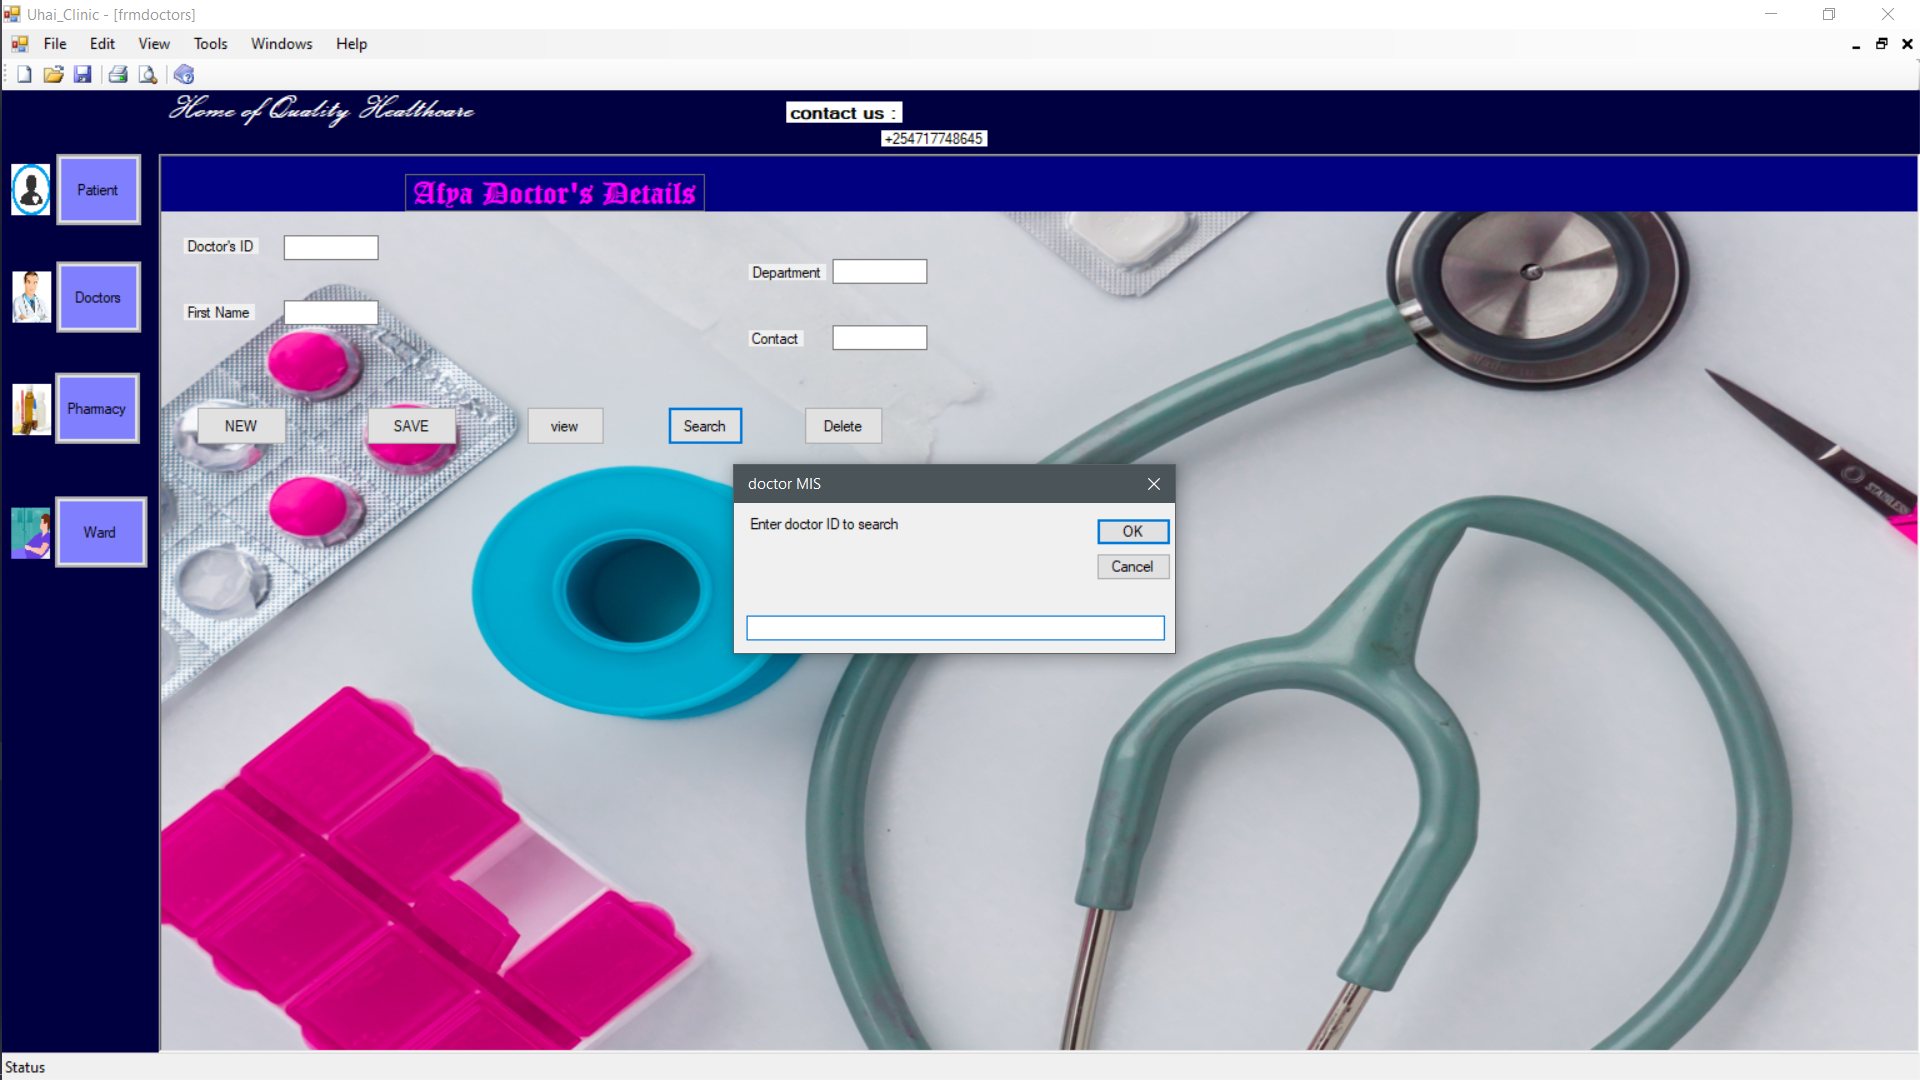 Uhai_Clinic - [frmdoctors]
File Edit View Tools Windows Help
Home of Quality Healthcare
contact us :
+254717748645
Patient
Doctors
Pharmacy
Ward
Afya Doctor's Details
Doctor's ID
First Name
Department
Contact
NEW SAVE view Search Delete
doctor MIS
Enter doctor ID to search
OK
Cancel
STAINLESS
Status